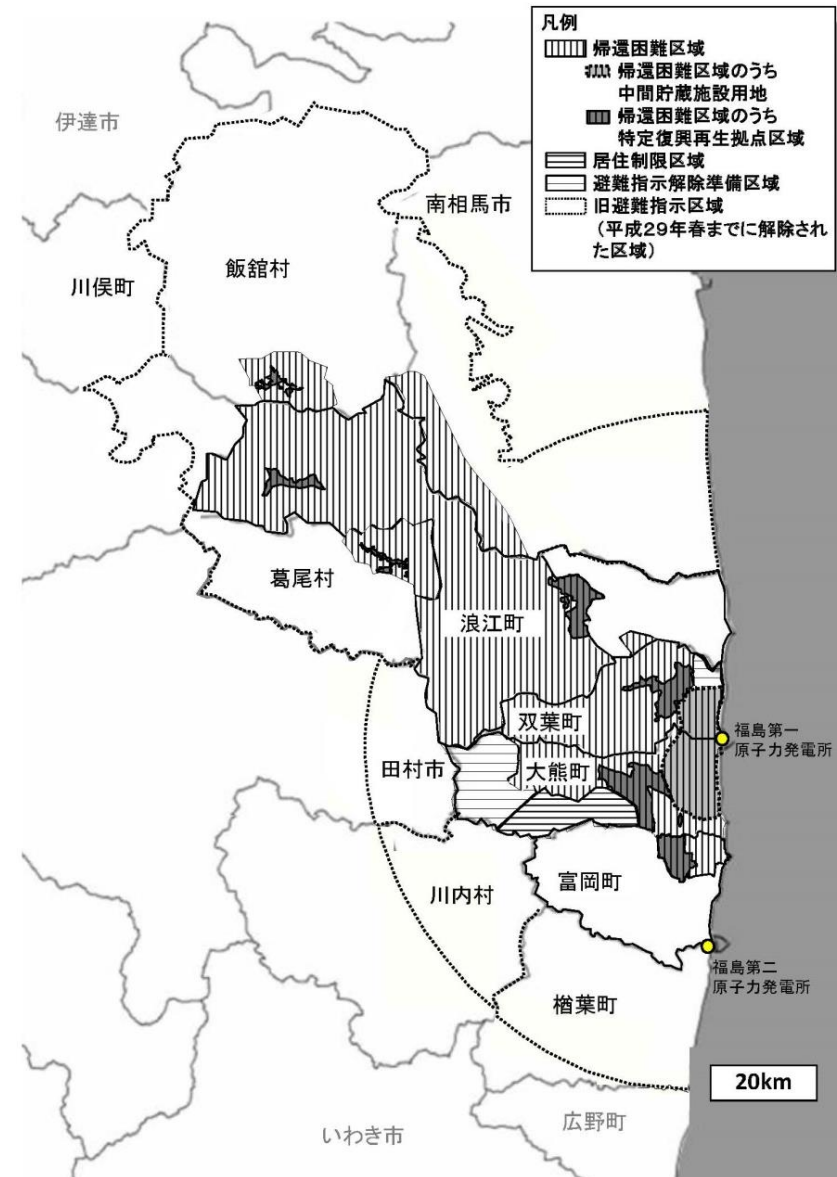 凡例
帰還困難区域
帰還困難区域のうち
中間貯蔵施設用地
帰還困難区域のうち
特定復興再生拠点区域
居住制限区域
避難指示解除準備区域
旧避難指示区域
（平成29年春までに解除され
た区域）
伊達市
南相馬市
飯舘村
川俣町
葛尾村
浪江町
双葉町
福島第一
原子力発電所
大熊町
田村市
川内村
富岡町
福島第二
原子力発電所
楢葉町
20km
広野町
いわき市